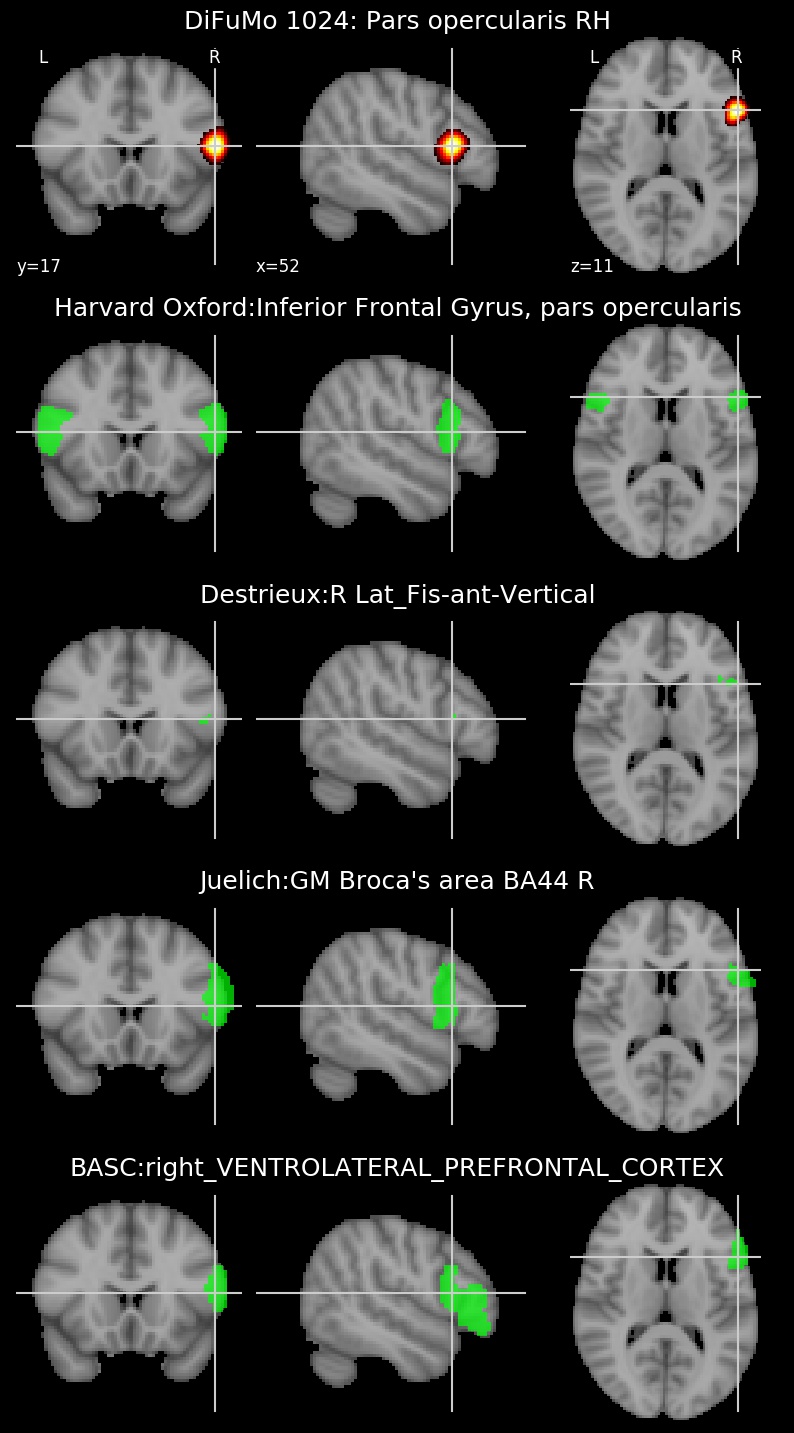 DiFuMo 1024: Pars opercularis RH
L R L R
y=17 x=52 z=11
Harvard Oxford:Inferior Frontal Gyrus, pars opercularis
Destrieux:R Lat_Fis-ant-Vertical
Juelich:GM Broca's area BA44 R
BASC:right_VENTROLATERAL_PREFRONTAL_CORTEX